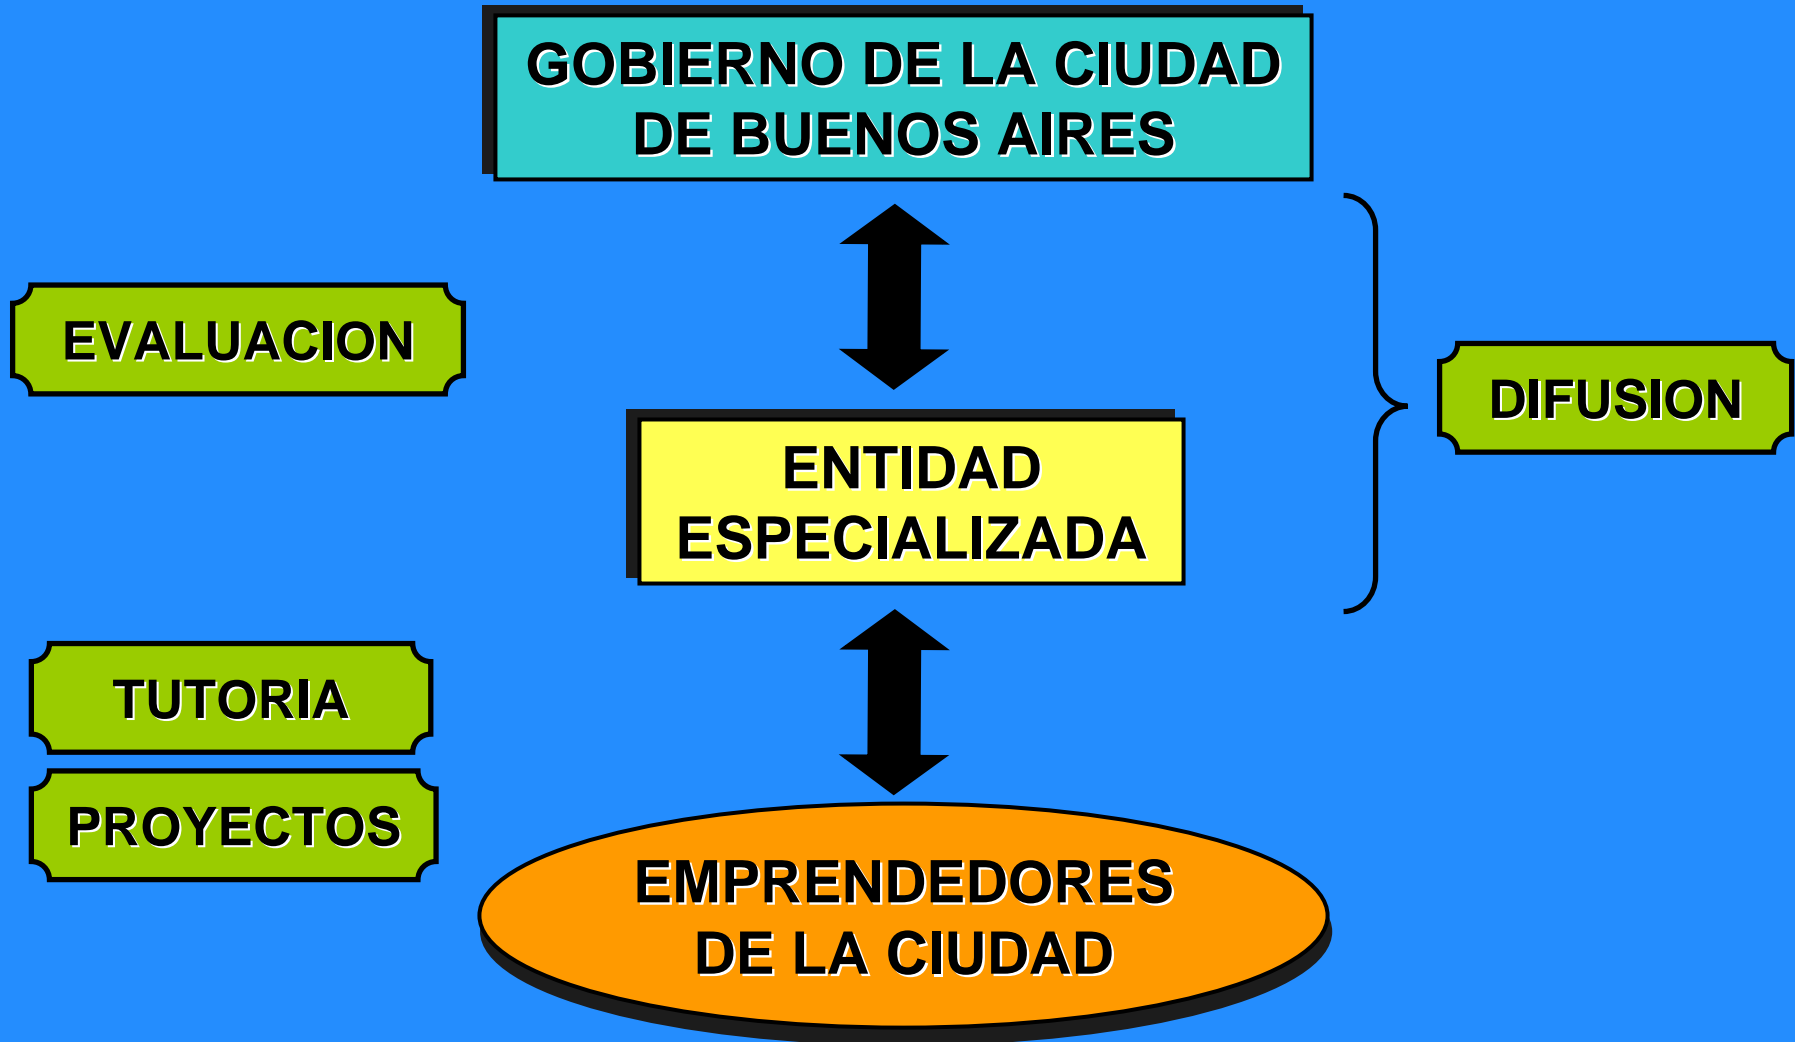 GOBIERNO DE LA CIUDAD
DE BUENOS AIRES
EVALUACION
DIFUSION
ENTIDAD
ESPECIALIZADA
TUTORIA
PROYECTOS
EMPRENDEDORES
DE LA CIUDAD